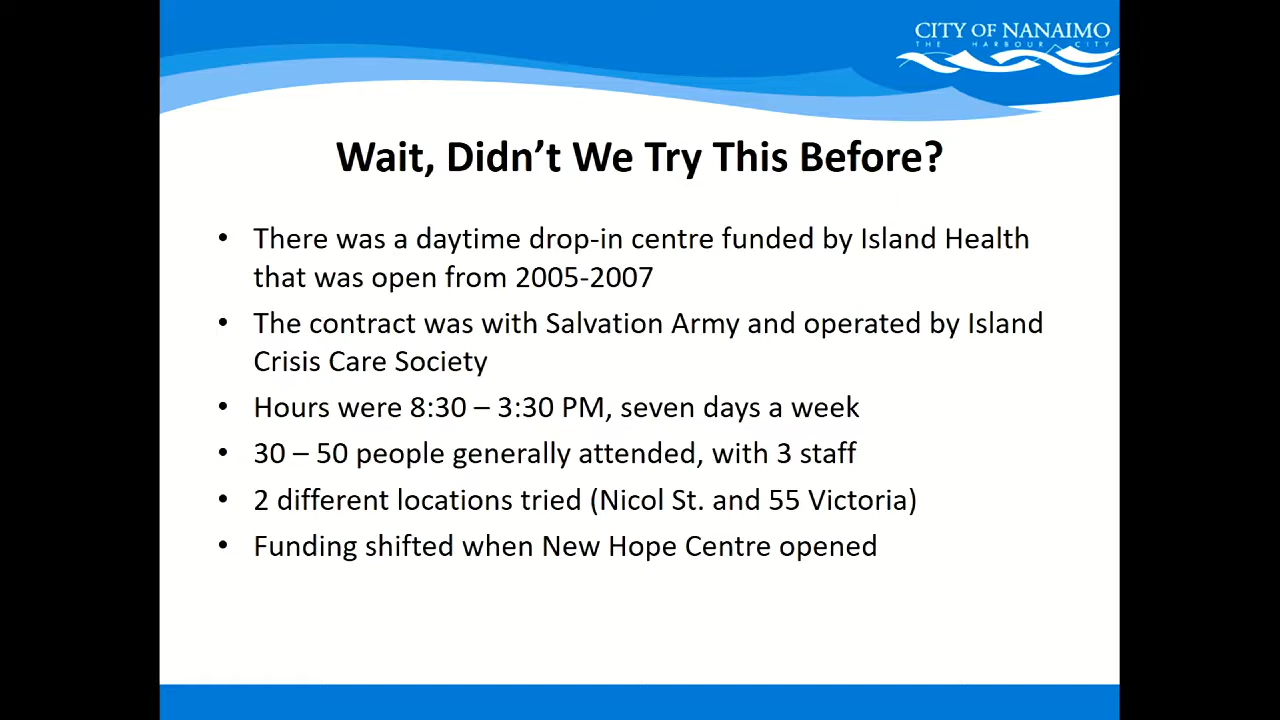 CITY OF NANAIMO
THE HARBOUR CITY
Wait, Didn't We Try This Before?
• There was a daytime drop-in centre funded by Island Health
that was open from 2005-2007
• The contract was with Salvation Army and operated by Island
Crisis Care Society
• Hours were 8:30 – 3:30 PM, seven days a week
• 30 – 50 people generally attended, with 3 staff
• 2 different locations tried (Nicol St. and 55 Victoria)
• Funding shifted when New Hope Centre opened